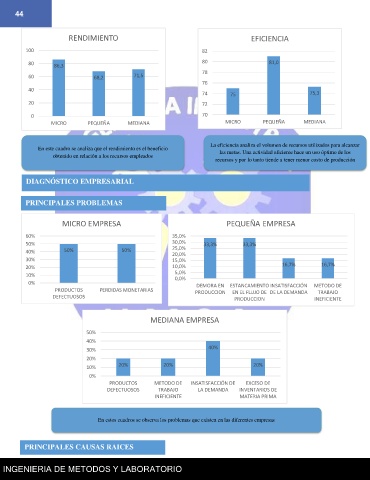 44
RENDIMIENTO
100
80
60
40
20
0
86,3
68,2
71,6
MICRO PEQUEÑA MEDIANA
EFICIENCIA
82
80
78
76
74
72
70
75
81,0
75,3
MICRO PEQUEÑA MEDIANA
En este cuadro se analiza que el rendimiento es el beneficio
obtenido en relación a los recursos empleados
La eficiencia analiza el volumen de recursos utilizados para alcanzar
las metas. Una actividad eficiente hace un uso óptimo de los
recursos y por lo tanto tiende a tener menor costo de producción
DIAGNÓSTICO EMPRESARIAL
PRINCIPALES PROBLEMAS
MICRO EMPRESA
60%
50%
40%
30%
20%
10%
0%
50% 50%
PRODUCTOS DEFECTUOSOS
PERDIDAS MONETARIAS
PEQUEÑA EMPRESA
35,0%
30,0%
25,0%
20,0%
15,0%
10,0%
5,0%
0,0%
33,3% 33,3% 16,7% 16,7%
DEMORA EN PRODUCCION
ESTANCAMIENTO EN EL FLUJO DE PRODUCCION
INSATISFACCIÓN DE LA DEMANDA
METODO DE TRABAJO INEFICIENTE
MEDIANA EMPRESA
50%
40%
30%
20%
10%
0%
20% 20% 40% 20%
PRODUCTOS DEFECTUOSOS
METODO DE TRABAJO INEFICIENTE
INSATISFACCIÓN DE LA DEMANDA
EXCESO DE INVENTARIOS DE MATERIA PRIMA
En estos cuadros se observa los problemas que existen en las diferentes empresas
PRINCIPALES CAUSAS RAICES
INGENIERIA DE METODOS Y LABORATORIO